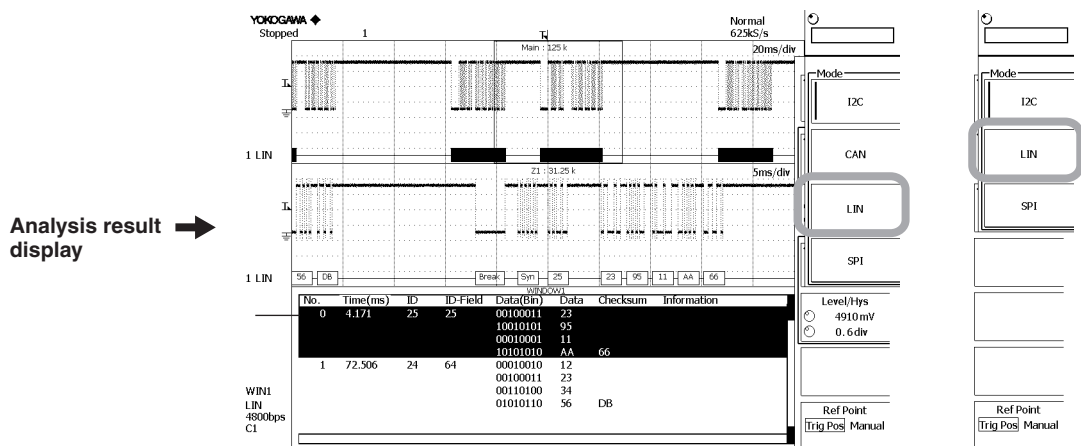 YOKOGAWA
Stopped 1
Normal
625kS/s
Main : 125 k
20ms/div
1 LIN
Z1 : 31.25 k
5ms/div
Analysis result
display
1 LIN
56 DB Break Syn 25 23 95 11 AA 66
WINDOW1
No. Time(ms) ID ID-Field Data(Bin) Data Checksum Information
0 4.171 25 25 00100011 23
10010101 95
00010001 11
10101010 AA 66
1 72.506 24 64 00010010 12
00100011 23
00110100 34
01010110 56 DB
WIN1
LIN
4800bps
C1
Mode
I2C
CAN
LIN
SPI
Level/Hys
4910 mV
0.6 div
Ref Point
Trig Pos Manual
Mode
I2C
LIN
SPI
Ref Point
Trig Pos Manual